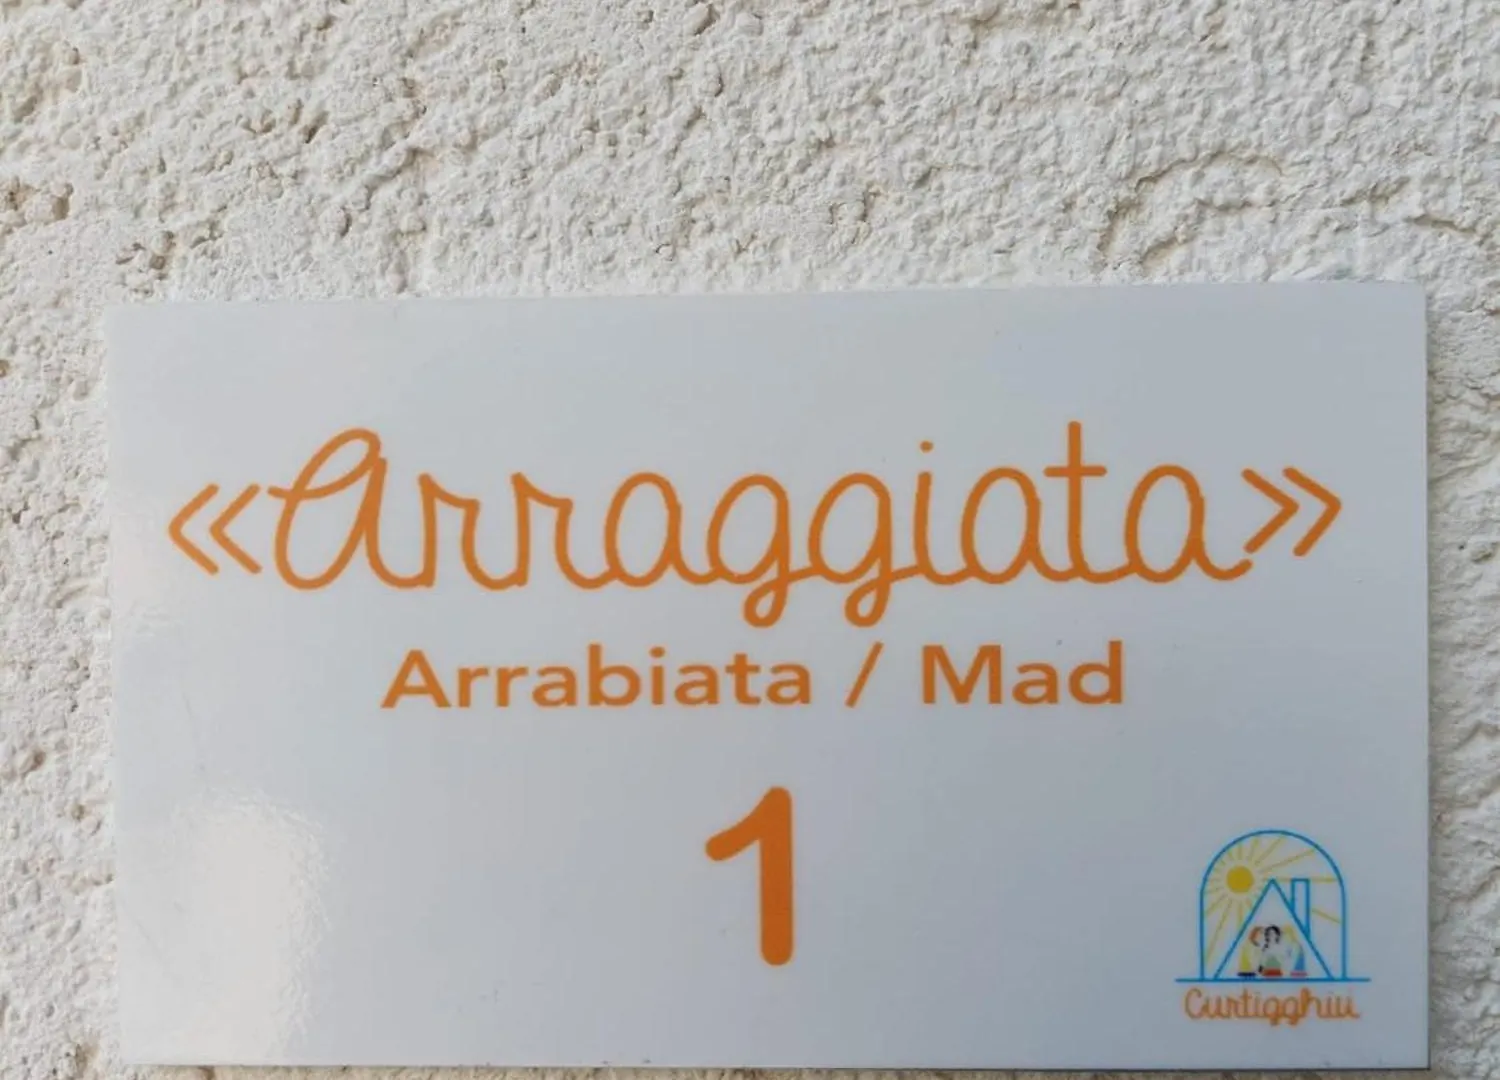 «Arraggiata»
Arrabiata / Mad
1
Curtigghiu